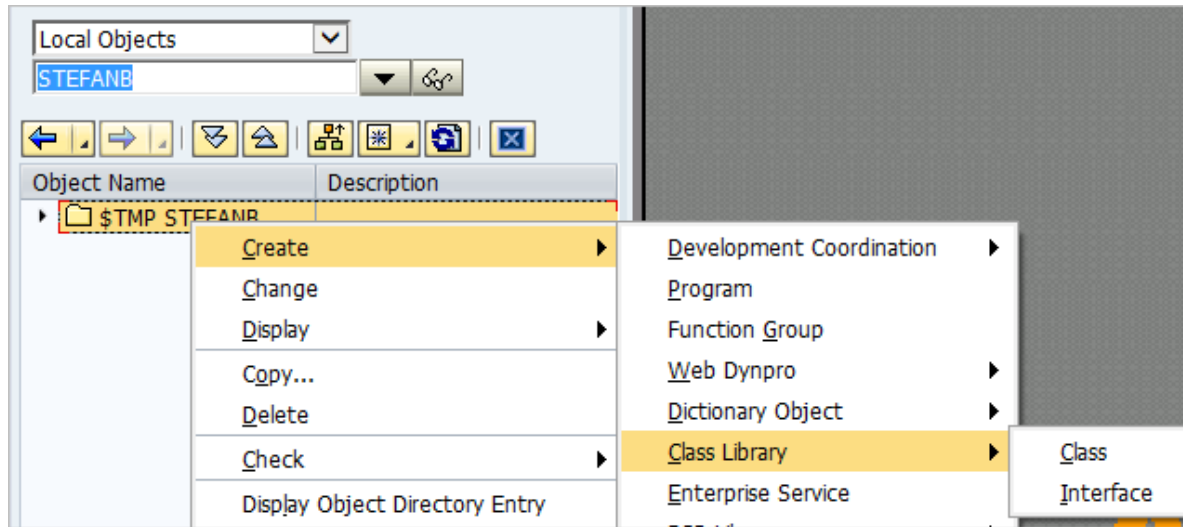 Local Objects
STEFANB
Object Name Description
$TMP STEFANB
Create
Change
Display
Copy...
Delete
Check
Display Object Directory Entry
Development Coordination
Program
Function Group
Web Dynpro
Dictionary Object
Class Library
Enterprise Service
Class
Interface